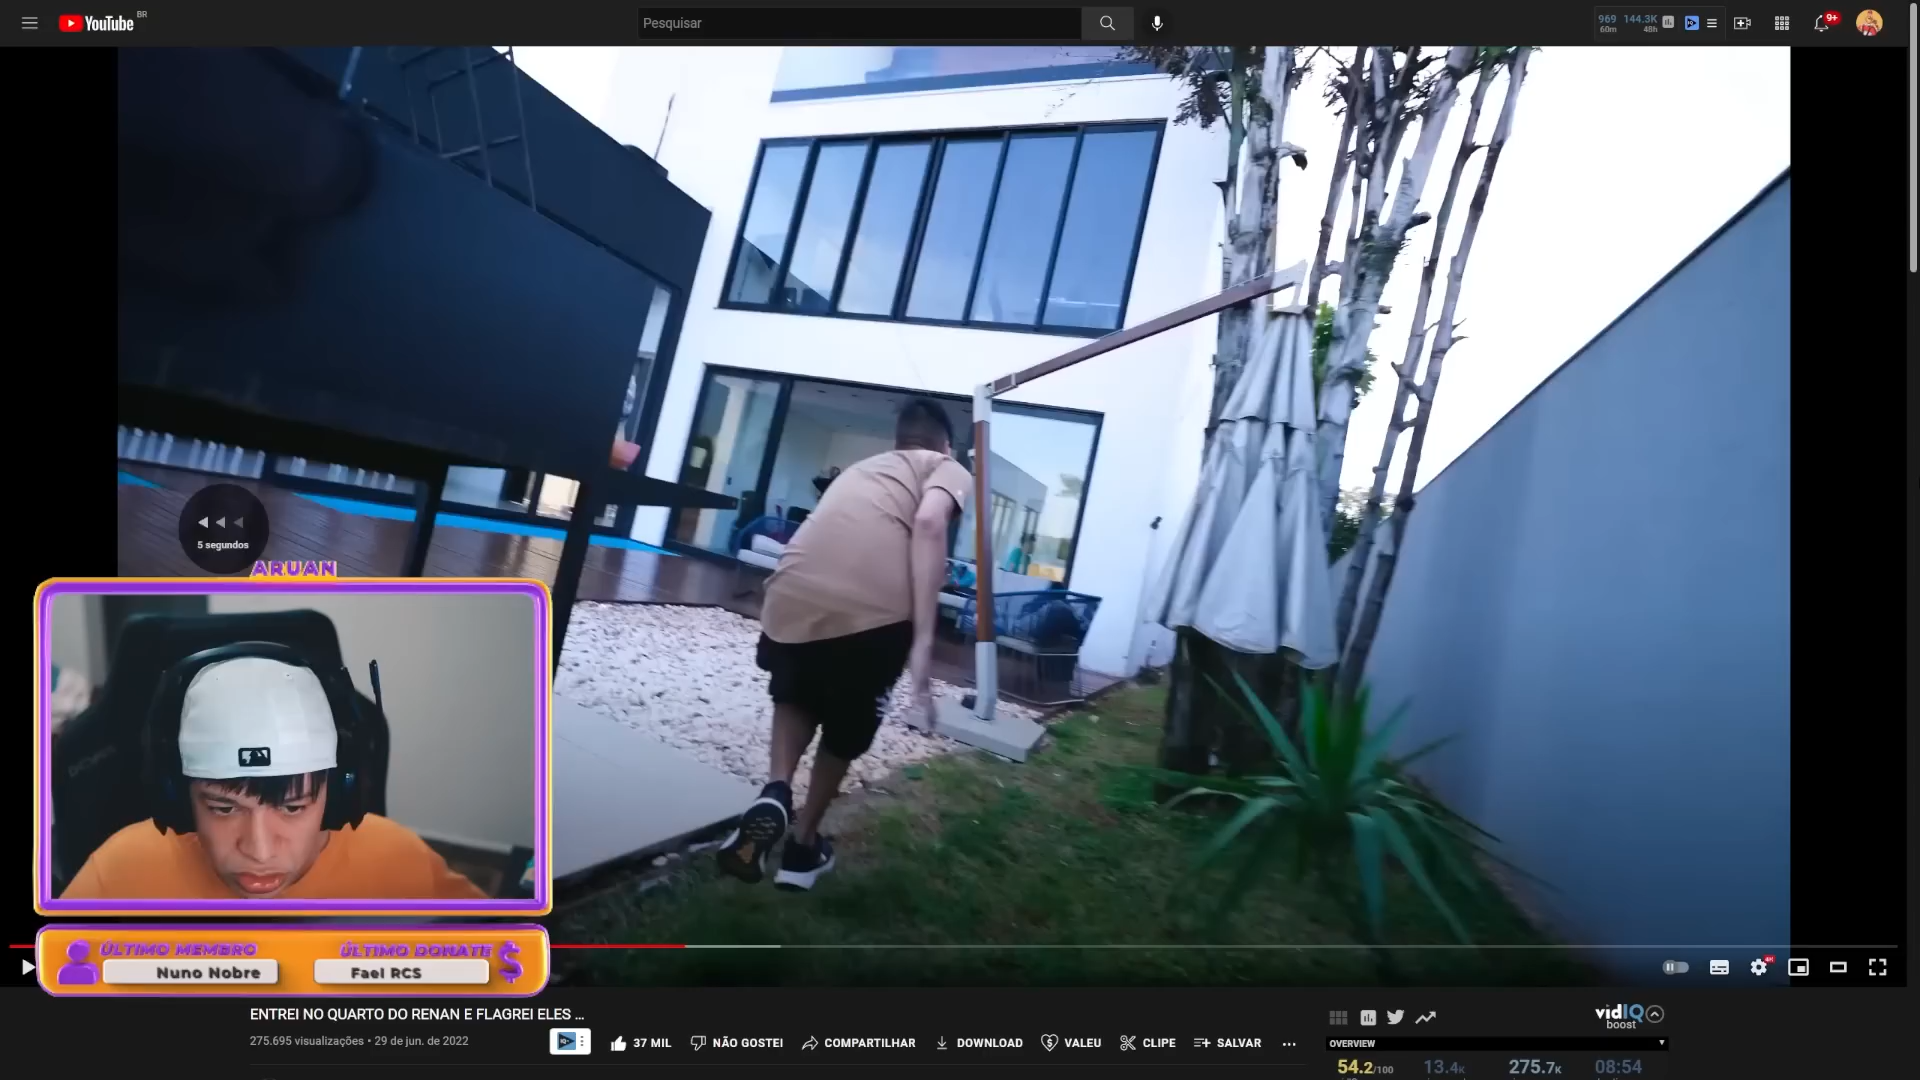 YouTube BR
Pesquisar
969 60m 144.3K 48h
9+
5 segundos
ARUAN
ÚLTIMO MEMBRO
Nuno Nobre
ÚLTIMO DONATE
Fael RCS
ENTREI NO QUARTO DO RENAN E FLAGREI ELES ...
275.695 visualizações • 29 de jun. de 2022
37 MIL NÃO GOSTEI COMPARTILHAR DOWNLOAD VALEU CLIPE SALVAR
vidIQ
boost
OVERVIEW
54.2/100 13.4K 275.7K 08:54